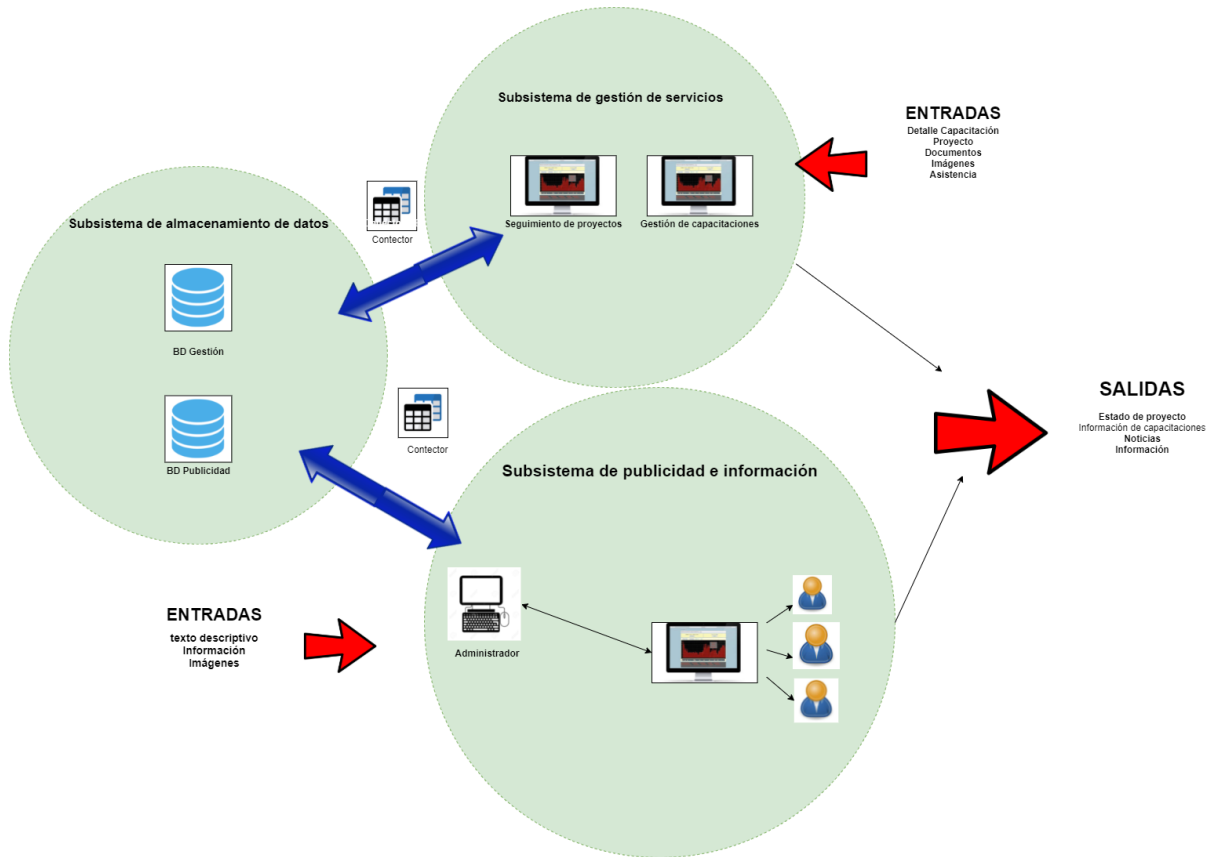 Subsistema de gestión de servicios
ENTRADAS
Detalle Capacitación
Proyecto
Documentos
Imágenes
Asistencia
Seguimiento de proyectos
Gestión de capacitaciones
Contector
Subsistema de almacenamiento de datos
BD Gestión
BD Publicidad
Contector
SALIDAS
Estado de proyecto
Información de capacitaciones
Noticias
Información
Subsistema de publicidad e información
Administrador
ENTRADAS
texto descriptivo
Información
Imágenes